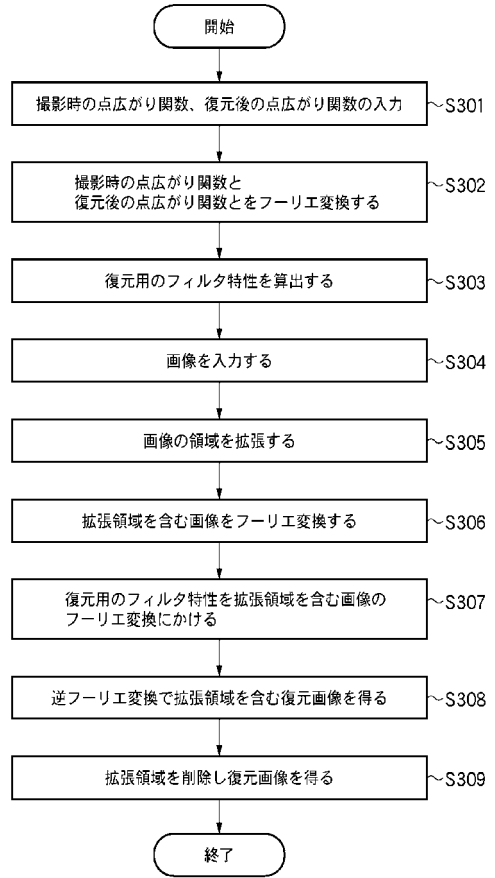 開始
撮影時の点広がり関数、復元後の点広がり関数の入力
S301
撮影時の点広がり関数と
復元後の点広がり関数とをフーリエ変換する
S302
復元用のフィルタ特性を算出する
S303
画像を入力する
S304
画像の領域を拡張する
S305
拡張領域を含む画像をフーリエ変換する
S306
復元用のフィルタ特性を拡張領域を含む画像の
フーリエ変換にかける
S307
逆フーリエ変換で拡張領域を含む復元画像を得る
S308
拡張領域を削除し復元画像を得る
S309
終了